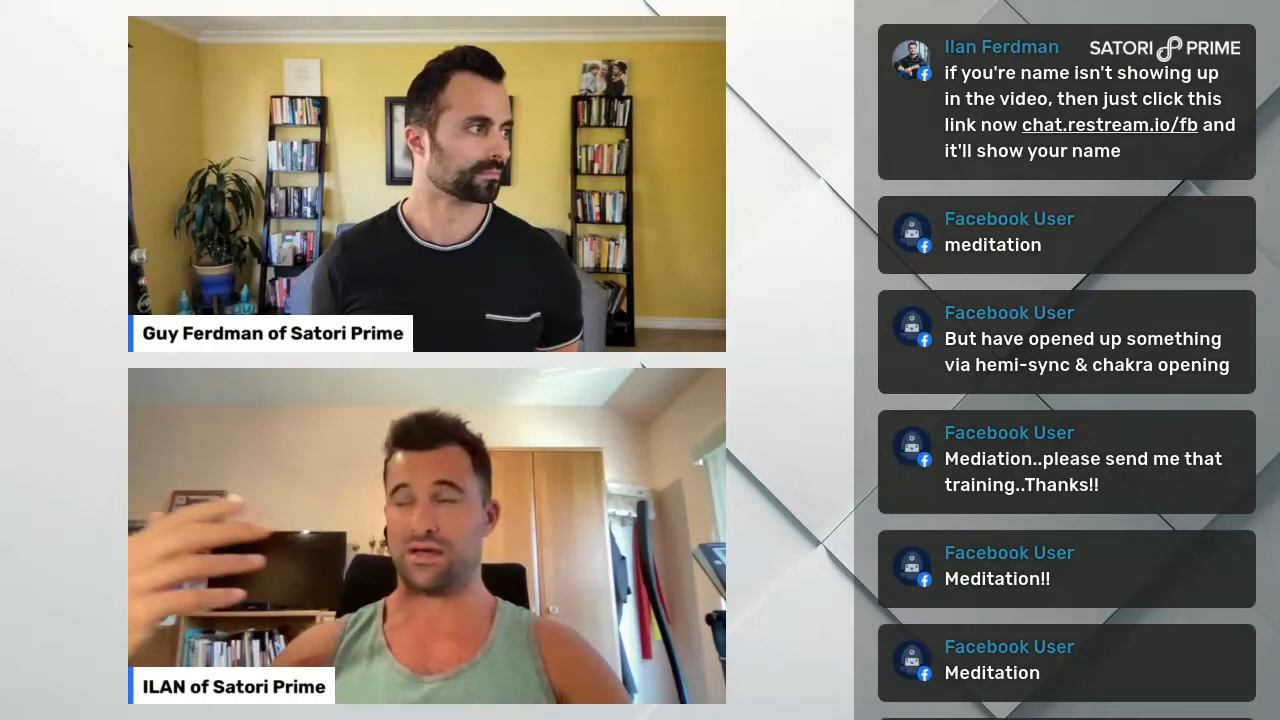 Guy Ferdman of Satori Prime
ILAN of Satori Prime
SATORI PRIME
Ilan Ferdman
if you're name isn't showing up
in the video, then just click this
link now chat.restream.io/fb and
it'll show your name
Facebook User
meditation
Facebook User
But have opened up something
via hemi-sync & chakra opening
Facebook User
Mediation..please send me that
training..Thanks!!
Facebook User
Meditation!!
Facebook User
Meditation